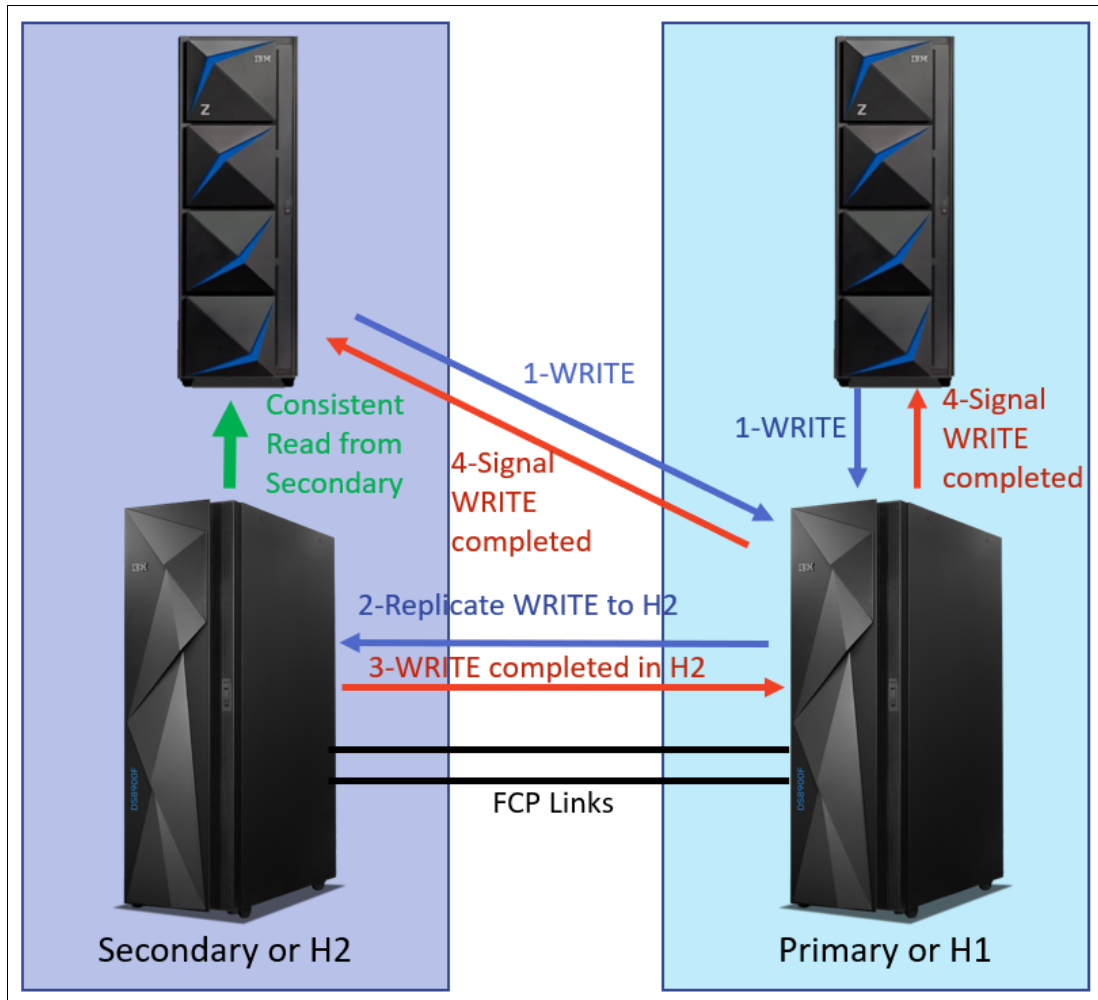 IBM
Z
IBM
Z
1-WRITE
Consistent
Read from
Secondary
4-Signal
WRITE
completed
1-WRITE
4-Signal
WRITE
completed
IBM
IBM
2-Replicate WRITE to H2
3-WRITE completed in H2
DS8900F
DS8900F
FCP Links
Secondary or H2
Primary or H1